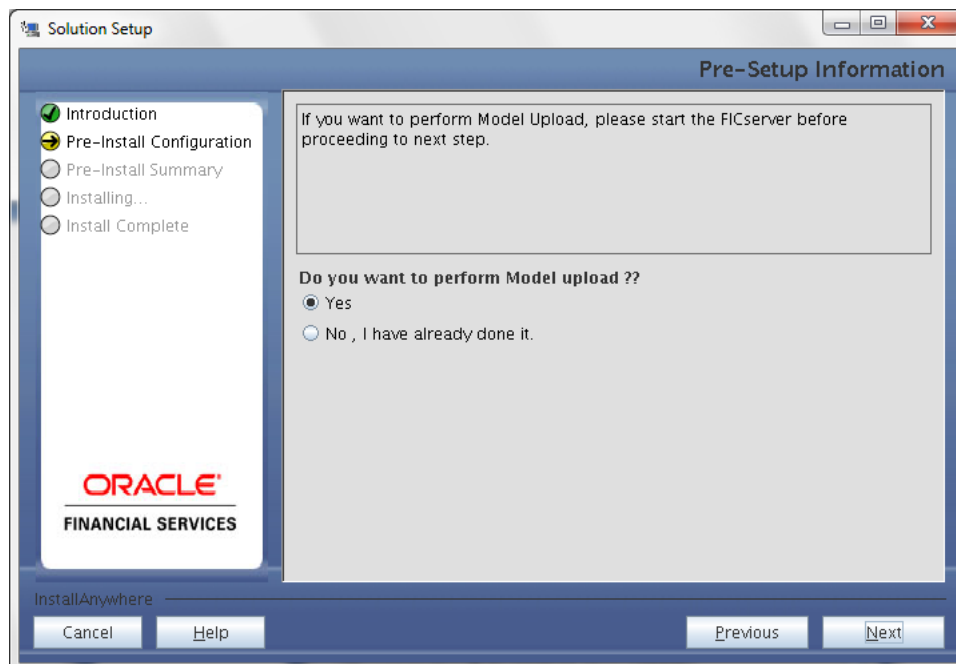 Solution Setup
Pre-Setup Information
Introduction
Pre-Install Configuration
Pre-Install Summary
Installing...
Install Complete
ORACLE
FINANCIAL SERVICES
If you want to perform Model Upload, please start the FICserver before
proceeding to next step.
Do you want to perform Model upload ??
Yes
No , I have already done it.
InstallAnywhere
Cancel
Help
Previous
Next